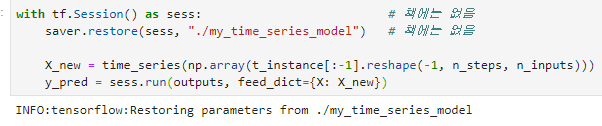 :
with tf.Session() as sess: # 책에는 없음
saver.restore(sess, "./my_time_series_model") # 책에는 없음
X_new = time_series(np.array(t_instance[:-1].reshape(-1, n_steps, n_inputs)))
y_pred = sess.run(outputs, feed_dict={X: X_new})
INFO:tensorflow:Restoring parameters from ./my_time_series_model